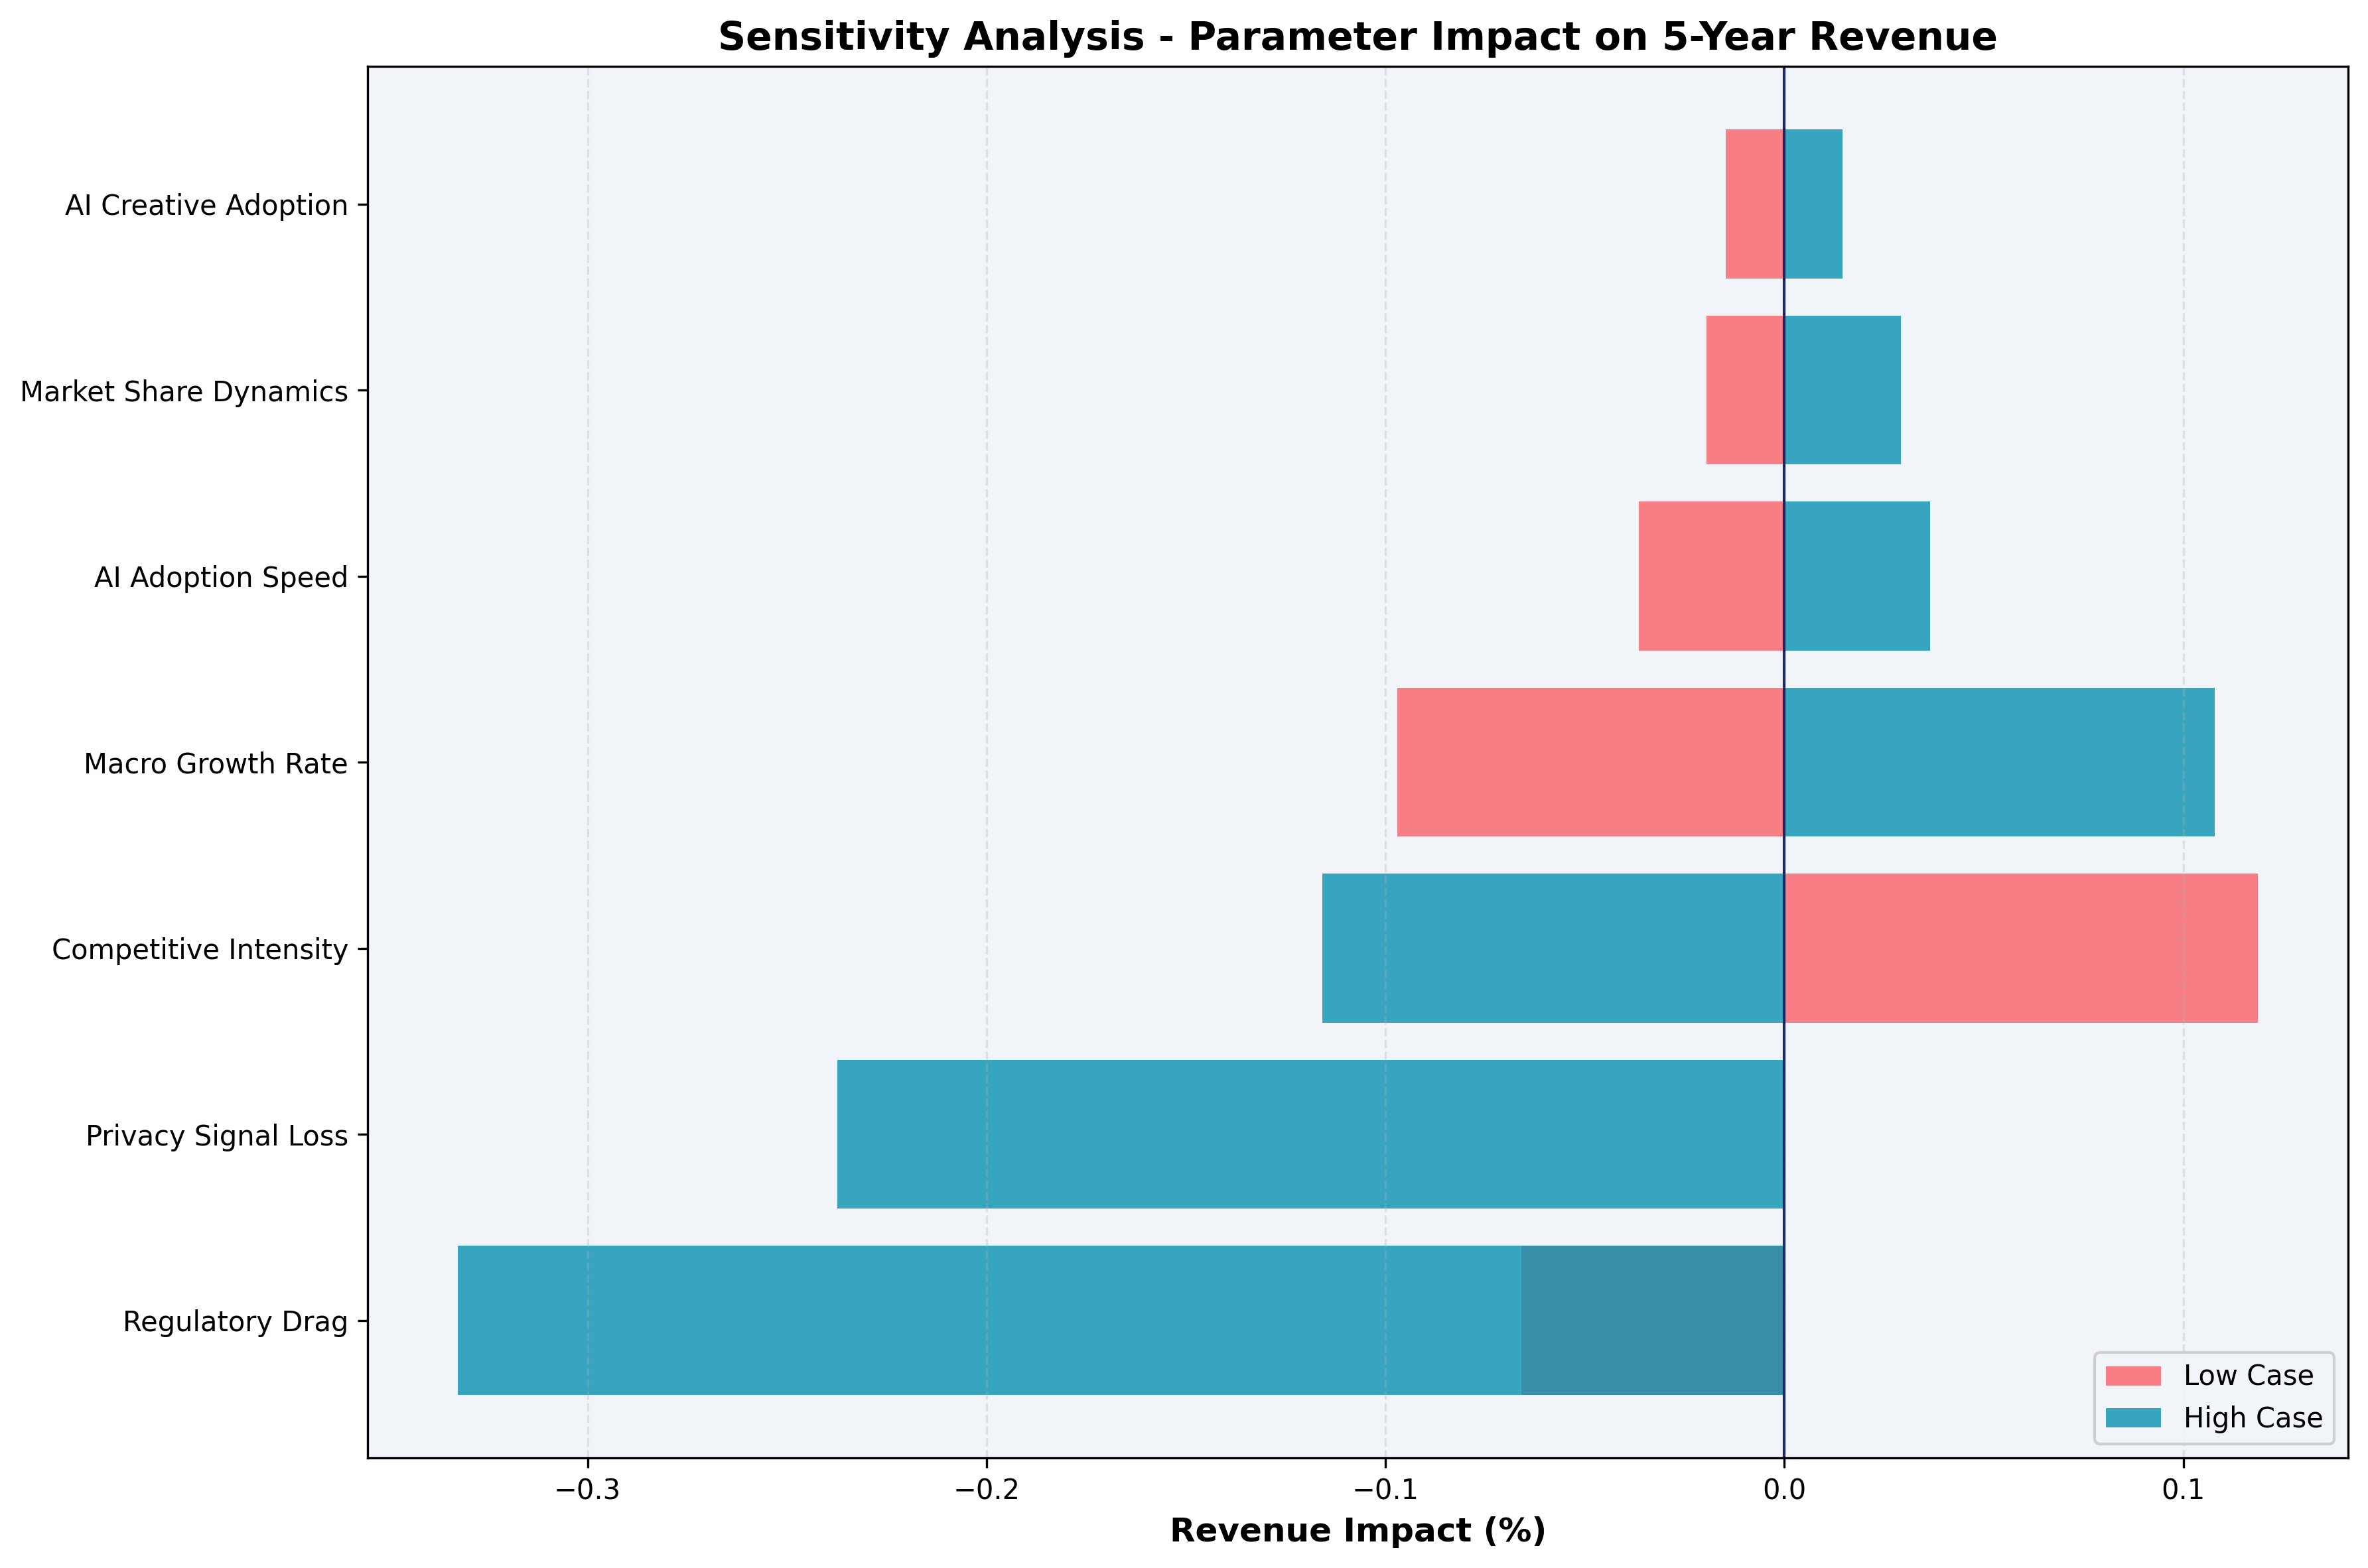 Sensitivity Analysis - Parameter Impact on 5-Year Revenue
AI Creative Adoption
Market Share Dynamics
AI Adoption Speed
Macro Growth Rate
Competitive Intensity
Privacy Signal Loss
Regulatory Drag
Low Case
High Case
−0.3
−0.2
−0.1
0.0
0.1
Revenue Impact (%)